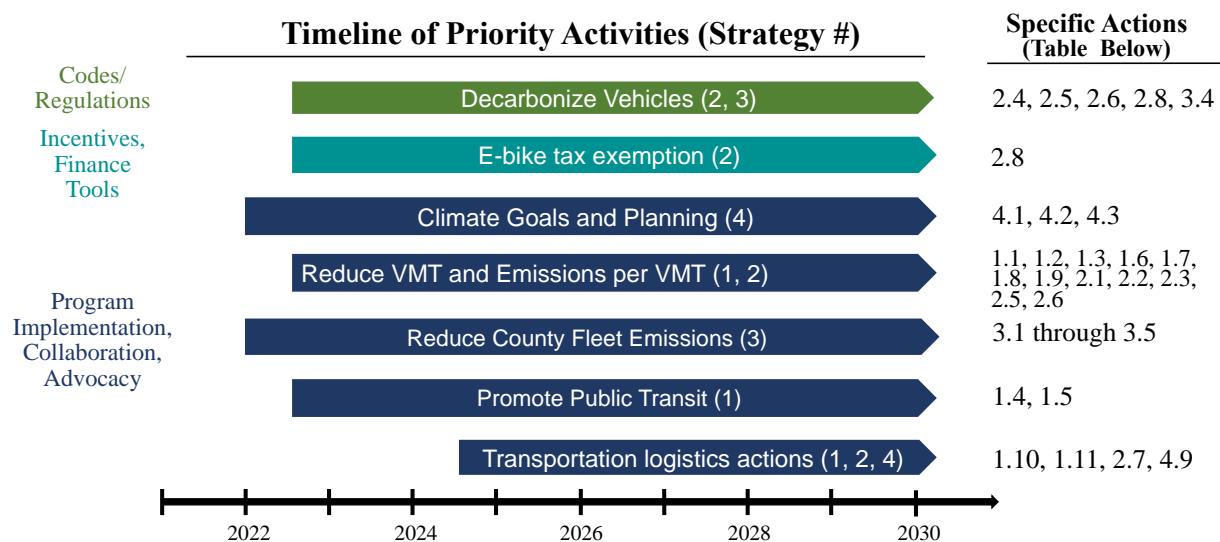 Timeline of Priority Activities (Strategy #)
Specific Actions
(Table Below)
Codes/
Regulations
Decarbonize Vehicles (2, 3)
2.4, 2.5, 2.6, 2.8, 3.4
Incentives,
Finance
Tools
E-bike tax exemption (2)
2.8
Climate Goals and Planning (4)
4.1, 4.2, 4.3
Program
Implementation,
Collaboration,
Advocacy
Reduce VMT and Emissions per VMT (1, 2)
1.1, 1.2, 1.3, 1.6, 1.7,
1.8, 1.9, 2.1, 2.2, 2.3,
2.5, 2.6
Reduce County Fleet Emissions (3)
3.1 through 3.5
Promote Public Transit (1)
1.4, 1.5
Transportation logistics actions (1, 2, 4)
1.10, 1.11, 2.7, 4.9
2022
2024
2026
2028
2030